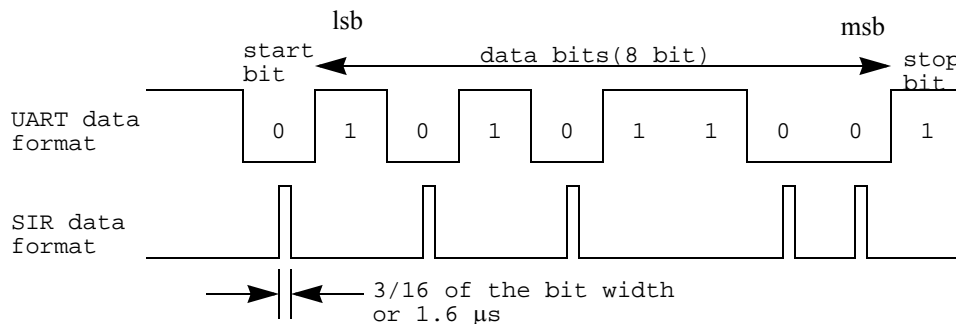 lsb
msb
start
bit
data bits(8 bit)
stop
bit
UART data
format
0 1 0 1 0 1 1 0 0 1
SIR data
format
3/16 of the bit width
or 1.6 μs